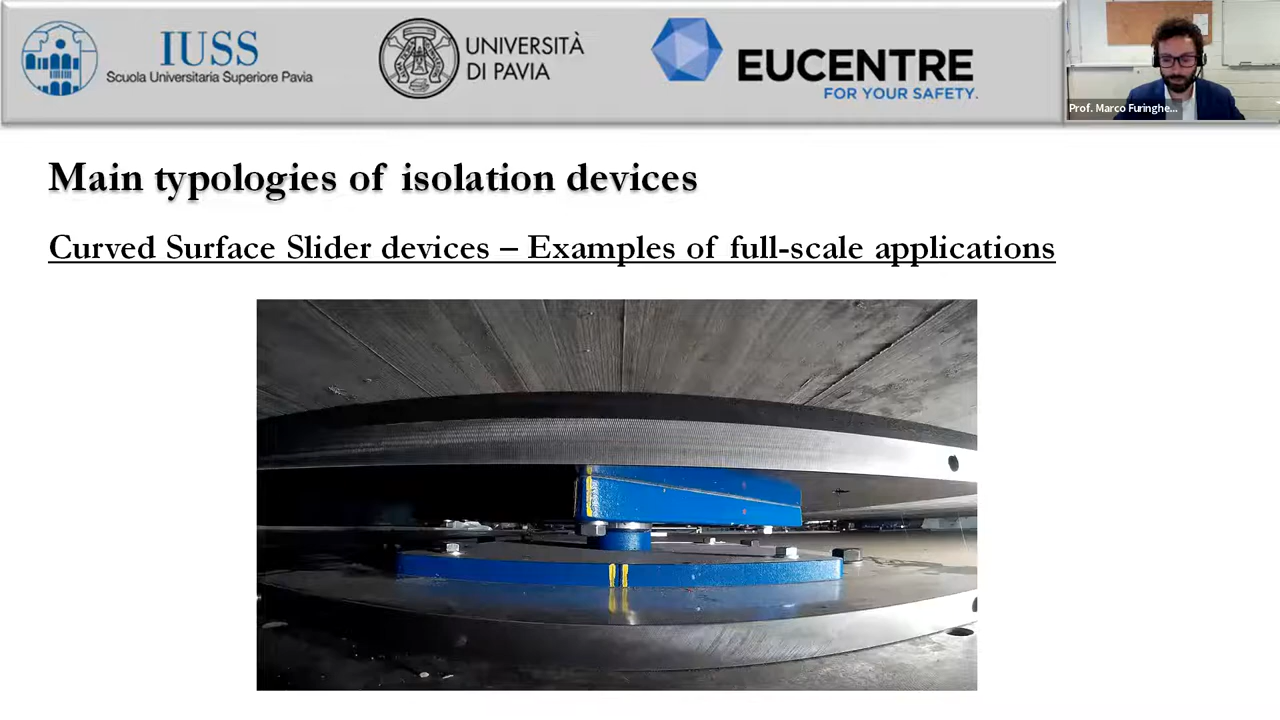 IUSS
Scuola Universitaria Superiore Pavia
UNIVERSITÀ
DI PAVIA
EUCENTRE
FOR YOUR SAFETY.
Prof. Marco Furinghe...
Main typologies of isolation devices
Curved Surface Slider devices – Examples of full-scale applications